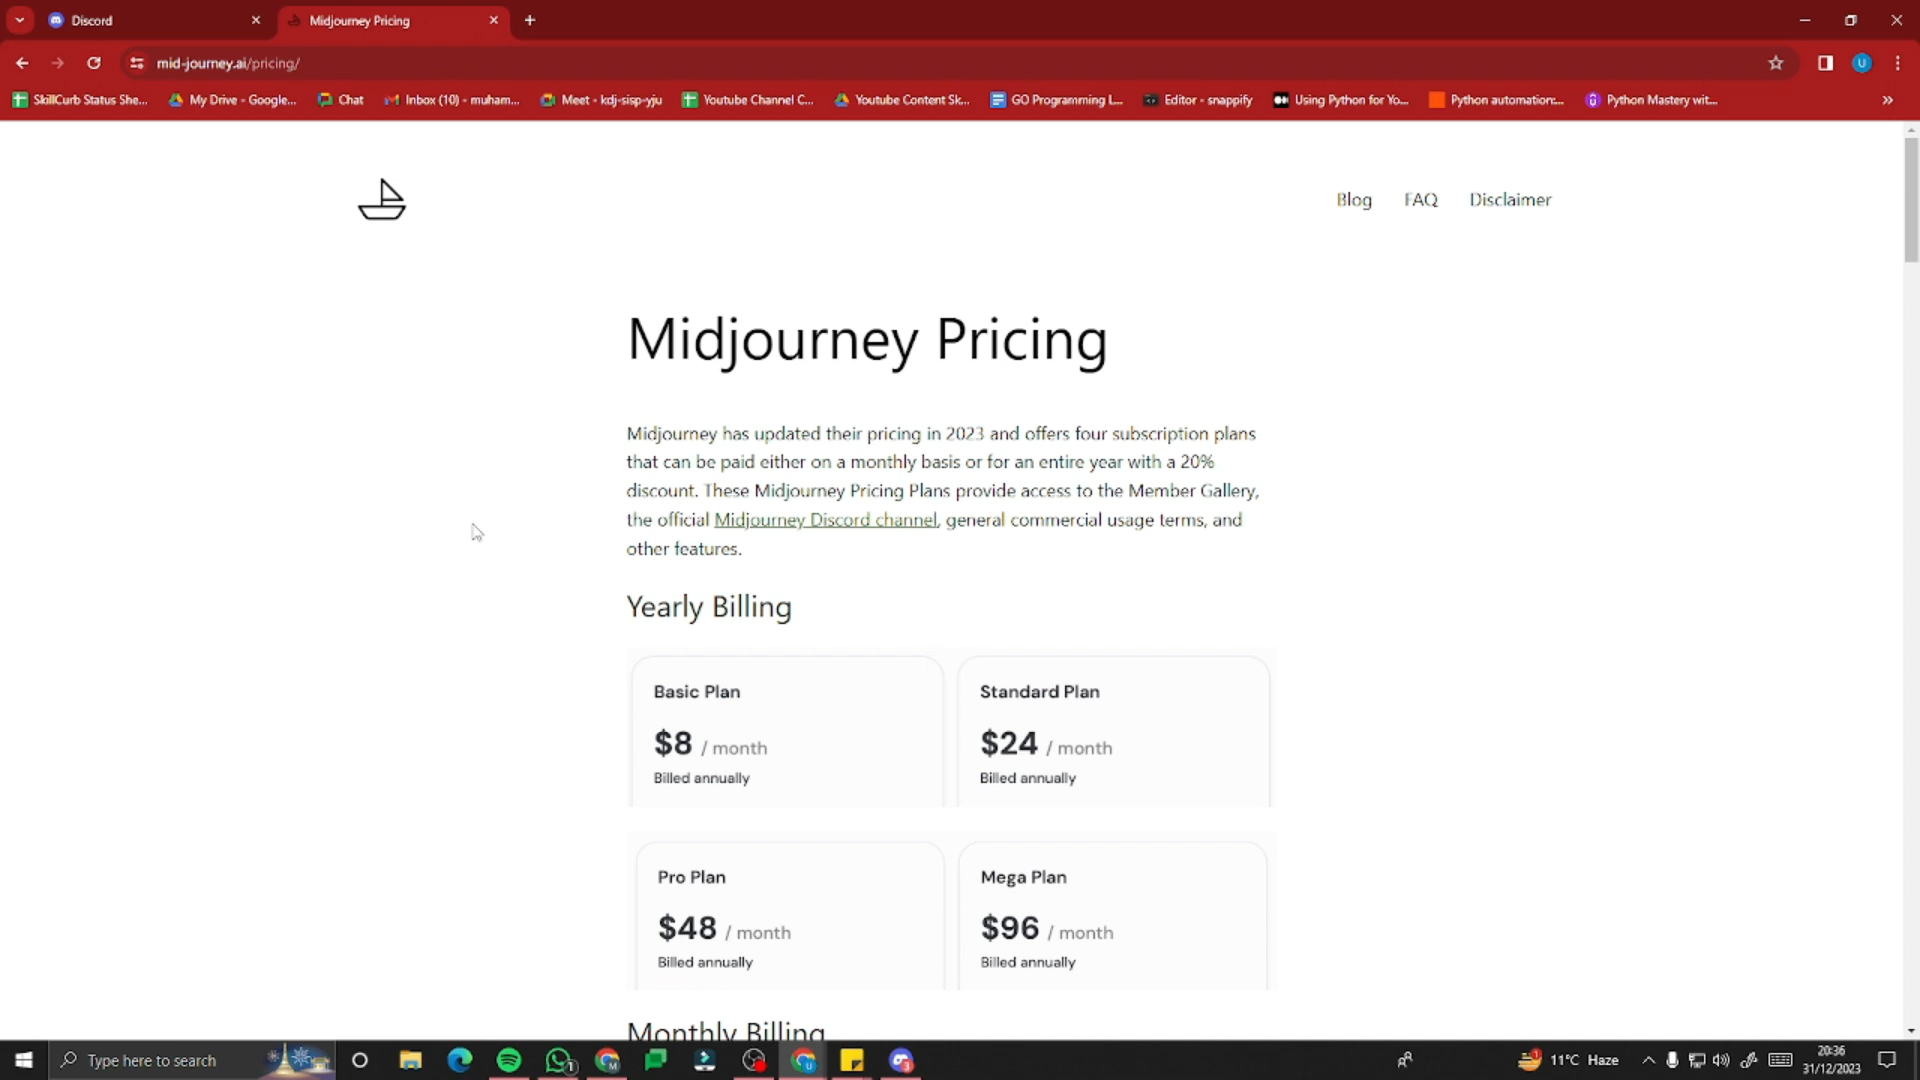 Discord
Midjourney Pricing
mid-journey.ai/pricing/
SkillCurb Status She...
My Drive - Google...
Chat
Inbox (10) - muham...
Meet - kdj-sisp-yju
Youtube Channel C...
Youtube Content Sk...
GO Programming L...
Editor - snappify
Using Python for Yo...
Python automation:...
Python Mastery wit...
Blog
FAQ
Disclaimer
Midjourney Pricing
Midjourney has updated their pricing in 2023 and offers four subscription plans
that can be paid either on a monthly basis or for an entire year with a 20%
discount. These Midjourney Pricing Plans provide access to the Member Gallery,
the official Midjourney Discord channel, general commercial usage terms, and
other features.
Yearly Billing
Basic Plan
$8 / month
Billed annually
Standard Plan
$24 / month
Billed annually
Pro Plan
$48 / month
Billed annually
Mega Plan
$96 / month
Billed annually
Monthly Billing
Type here to search
11°C Haze
20:36
31/12/2023